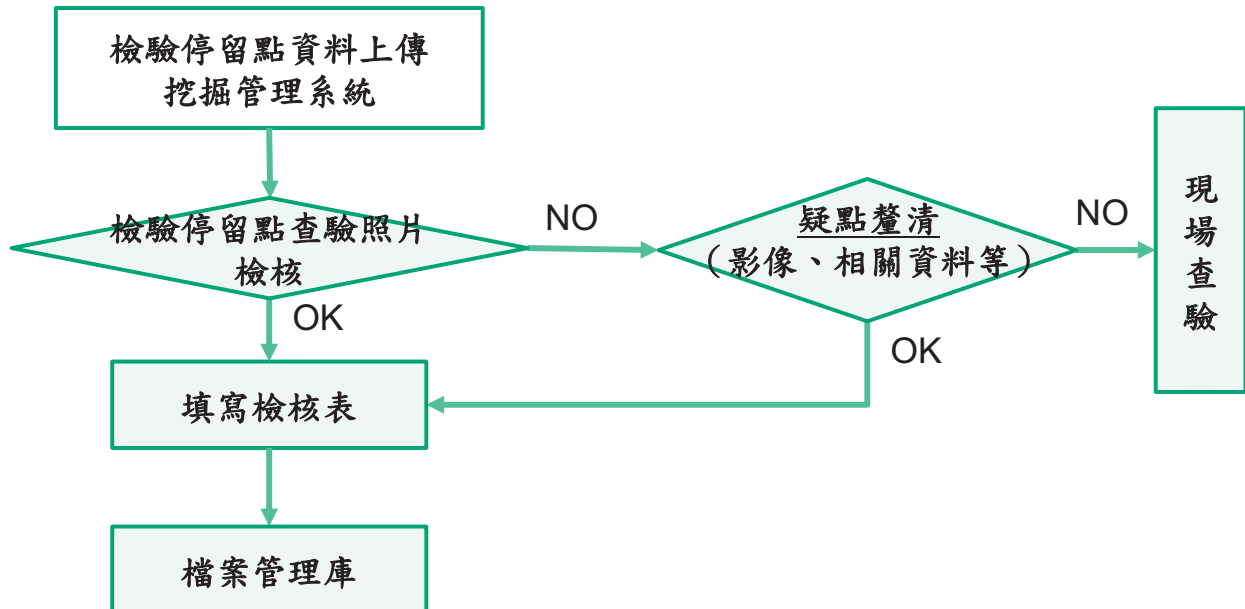 檢驗停留點資料上傳
挖掘管理系統
檢驗停留點查驗照片
檢核
NO
疑點釐清
（影像、相關資料等）
NO
現
場
查
驗
OK
OK
填寫檢核表
檔案管理庫